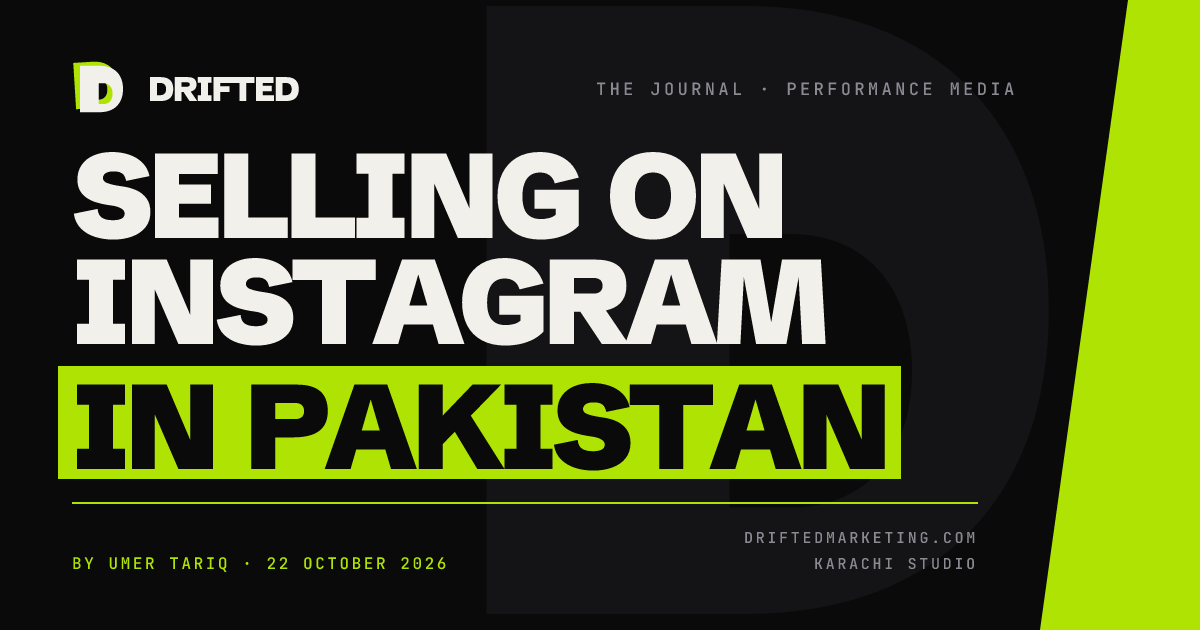 D DRIFTED
THE JOURNAL · PERFORMANCE MEDIA
SELLING ON
INSTAGRAM
IN PAKISTAN
BY UMER TARIQ · 22 OCTOBER 2026
DRIFTEDMARKETING.COM
KARACHI STUDIO